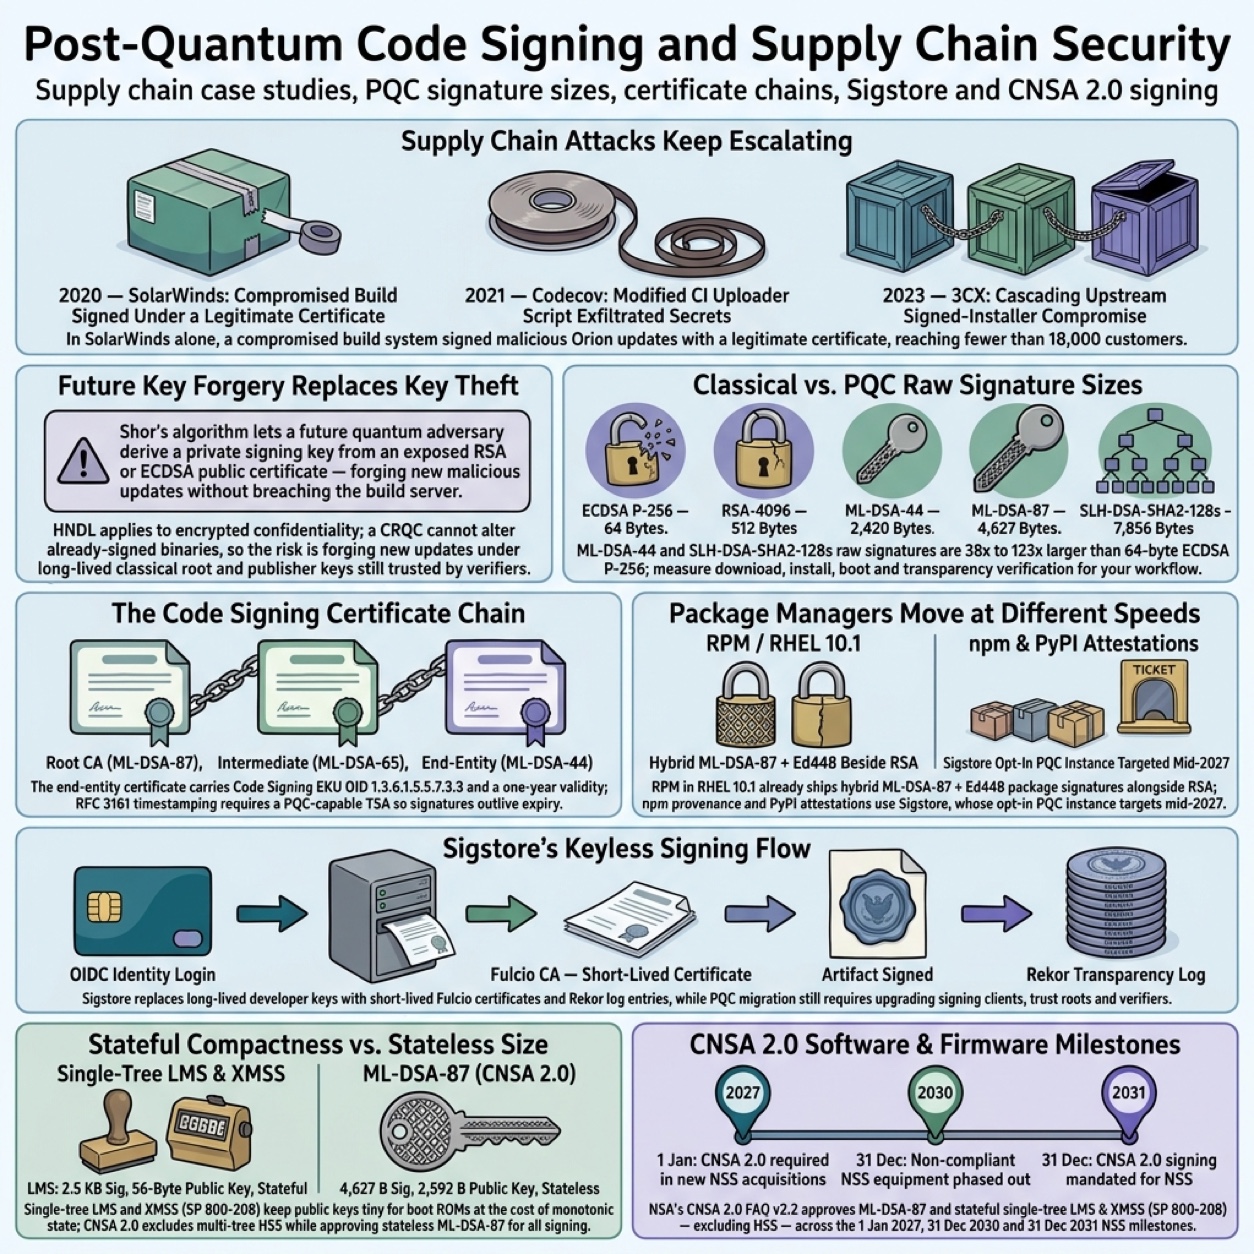 Post-Quantum Code Signing and Supply Chain Security
Supply chain case studies, PQC signature sizes, certificate chains, Sigstore and CNSA 2.0 signing
Supply Chain Attacks Keep Escalating
2020 — SolarWinds: Compromised Build
Signed Under a Legitimate Certificate
2021 — Codecov: Modified CI Uploader
Script Exfiltrated Secrets
2023 — 3CX: Cascading Upstream
Signed-Installer Compromise
In SolarWinds alone, a compromised build system signed malicious Orion updates with a legitimate certificate, reaching fewer than 18,000 customers.
Future Key Forgery Replaces Key Theft
Shor's algorithm lets a future quantum adversary
derive a private signing key from an exposed RSA
or ECDSA public certificate — forging new malicious
updates without breaching the build server.
HNDL applies to encrypted confidentiality; a CRQC cannot alter
already-signed binaries, so the risk is forging new updates under
long-lived classical root and publisher keys still trusted by verifiers.
Classical vs. PQC Raw Signature Sizes
ECDSA P-256 —
64 Bytes.
RSA-4096 —
512 Bytes
ML-DSA-44 —
2,420 Bytes.
ML-DSA-87 —
4,627 Bytes.
SLH-DSA-SHA2-128s –
7,856 Bytes
ML-DSA-44 and SLH-DSA-SHA2-128s raw signatures are 38x to 123x larger than 64-byte ECDSA
P-256; measure download, install, boot and transparency verification for your workflow.
The Code Signing Certificate Chain
Root CA (ML-DSA-87), Intermediate (ML-DSA-65), End-Entity (ML-DSA-44)
The end-entity certificate carries Code Signing EKU OID 1.3.6.1.5.5.7.3.3 and a one-year validity;
RFC 3161 timestamping requires a PQC-capable TSA so signatures outlive expiry.
Package Managers Move at Different Speeds
RPM / RHEL 10.1
Hybrid ML-DSA-87 + Ed448 Beside RSA
npm & PyPI Attestations
TICKET
Sigstore Opt-In PQC Instance Targeted Mid-2027
RPM in RHEL 10.1 already ships hybrid ML-DSA-87 + Ed448 package signatures alongside RSA;
npm provenance and PyPI attestations use Sigstore, whose opt-in PQC instance targets mid-2027.
Sigstore's Keyless Signing Flow
OIDC Identity Login
Fulcio CA — Short-Lived Certificate
Artifact Signed
Rekor Transparency Log
Sigstore replaces long-lived developer keys with short-lived Fulcio certificates and Rekor log entries, while PQC migration still requires upgrading signing clients, trust roots and verifiers.
Stateful Compactness vs. Stateless Size
Single-Tree LMS & XMSS
LMS: 2.5 KB Sig, 56-Byte Public Key, Stateful
ML-DSA-87 (CNSA 2.0)
4,627 B Sig, 2,592 B Public Key, Stateless
Single-tree LMS and XMSS (SP 800-208) keep public keys tiny for boot ROMs at the cost of monotonic
state; CNSA 2.0 excludes multi-tree HSS while approving stateless ML-DSA-87 for all signing.
CNSA 2.0 Software & Firmware Milestones
2027
2030
2031
1 Jan: CNSA 2.0 required
in new NSS acquisitions
31 Dec: Non-compliant
NSS equipment phased out
31 Dec: CNSA 2.0 signing
mandated for NSS
NSA's CNSA 2.0 FAQ v2.2 approves ML-DSA-87 and stateful single-tree LMS & XMSS (SP 800-208)
— excluding HSS — across the 1 Jan 2027, 31 Dec 2030 and 31 Dec 2031 NSS milestones.